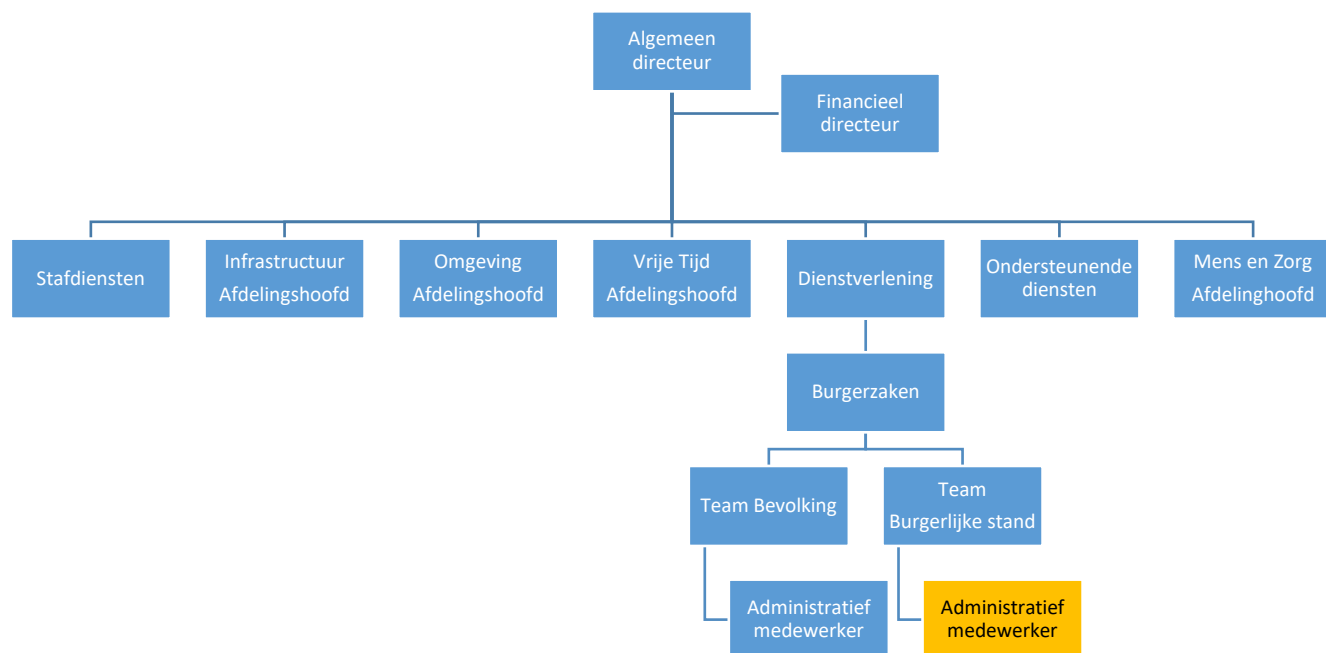 Algemeen
directeur
Financieel
directeur
Stafdiensten
Infrastructuur
Afdelingshoofd
Omgeving
Afdelingshoofd
Vrije Tijd
Afdelingshoofd
Dienstverlening
Ondersteunende
diensten
Mens en Zorg
Afdelinghoofd
Burgerzaken
Team Bevolking
Team
Burgerlijke stand
Administratief
medewerker
Administratief
medewerker